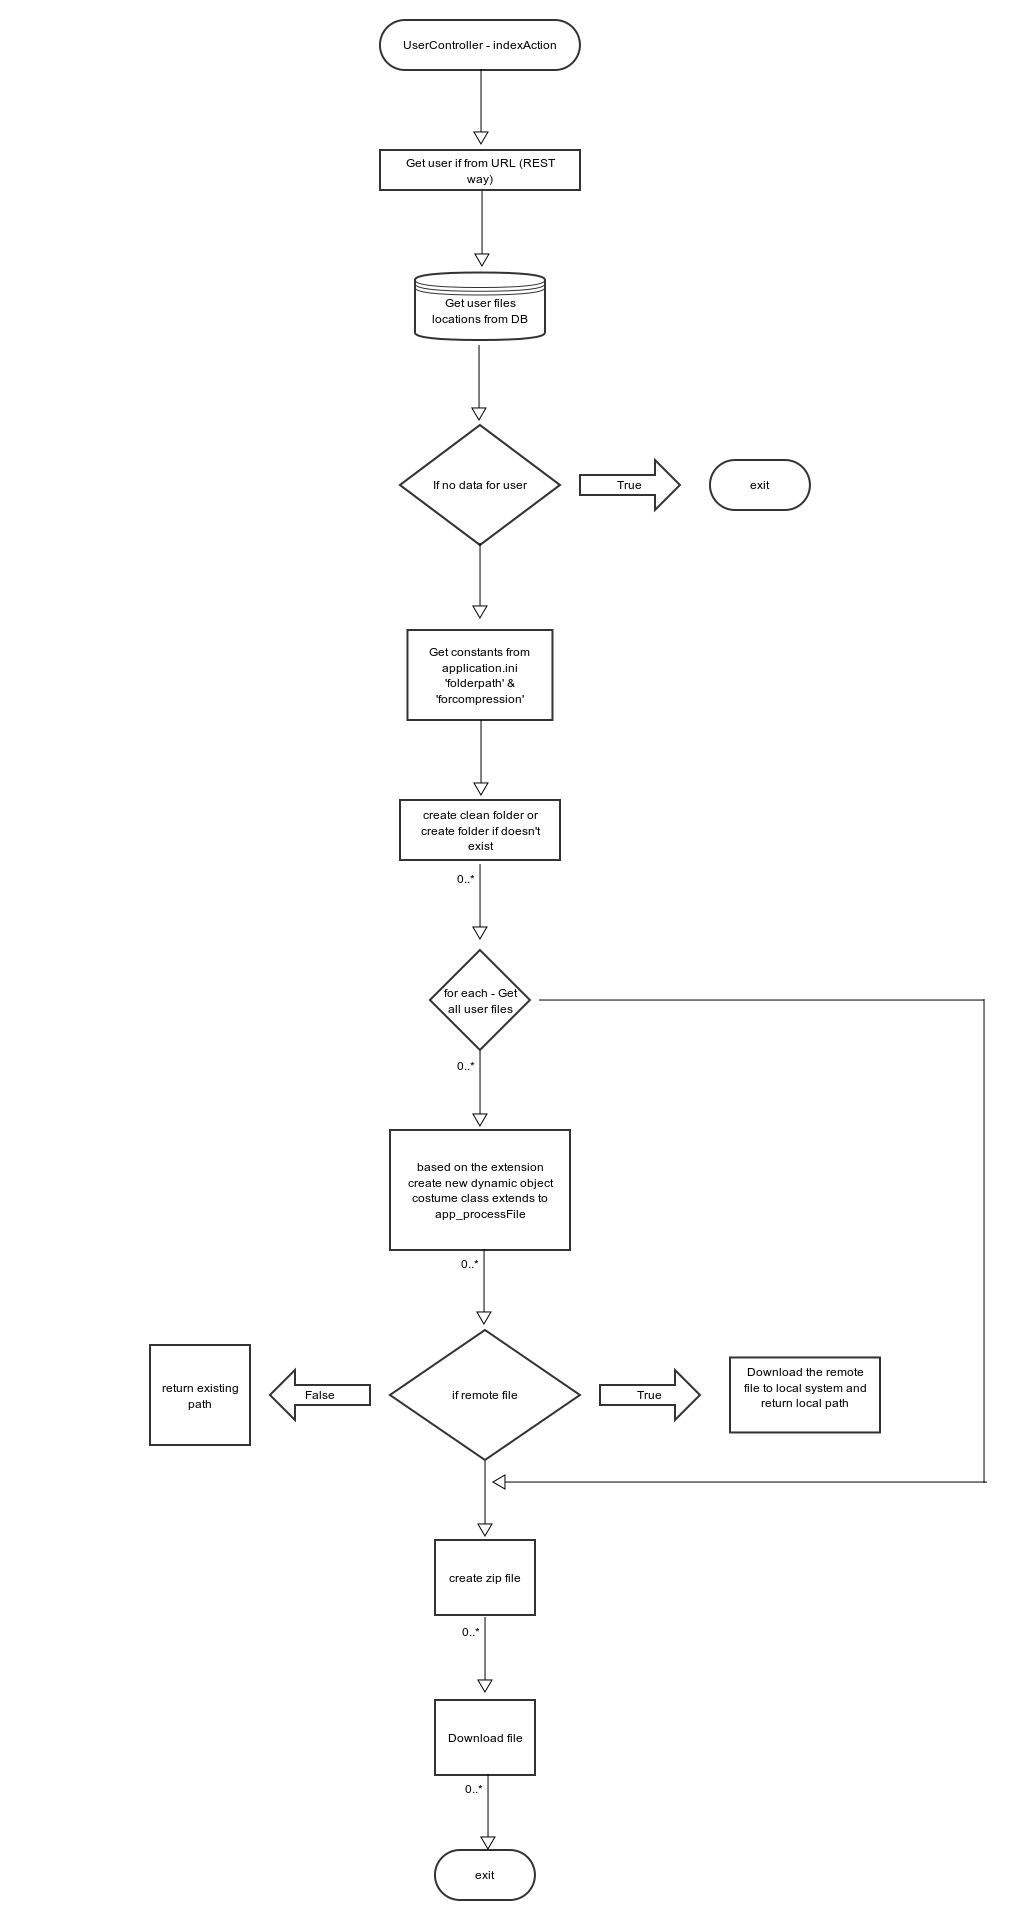 UserController - indexAction
Get user if from URL (REST
way)
Get user files
locations from DB
If no data for user
True
exit
Get constants from
application.ini
'folderpath' &
'forcompression'
create clean folder or
create folder if doesn't
exist
0..*
for each - Get
all user files
0..*
based on the extension
create new dynamic object
costume class extends to
app_processFile
0..*
return existing
path
False
if remote file
True
Download the remote
file to local system and
return local path
create zip file
0..*
Download file
0..*
exit